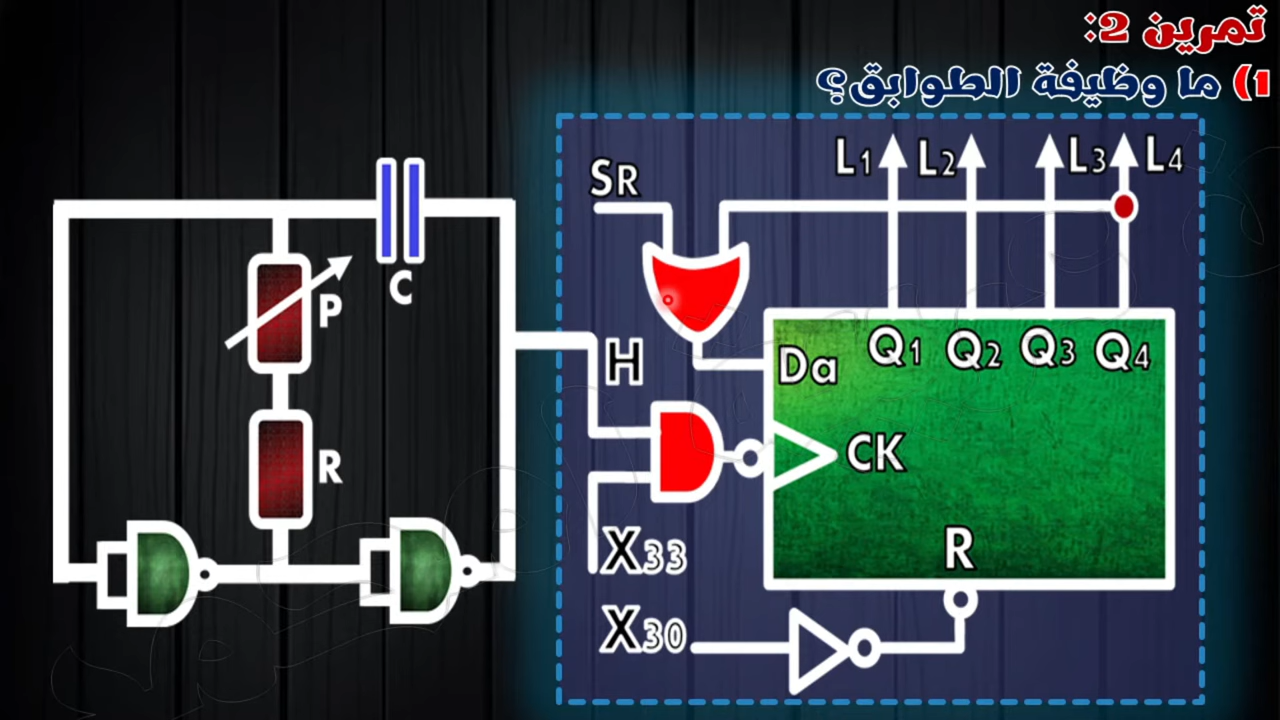 تمرين 2:
1) ما وظيفة الطوابق؟
L1 L2 L3 L4
SR
C
P
H
Da Q1 Q2 Q3 Q4
R
CK
X33
R
X30